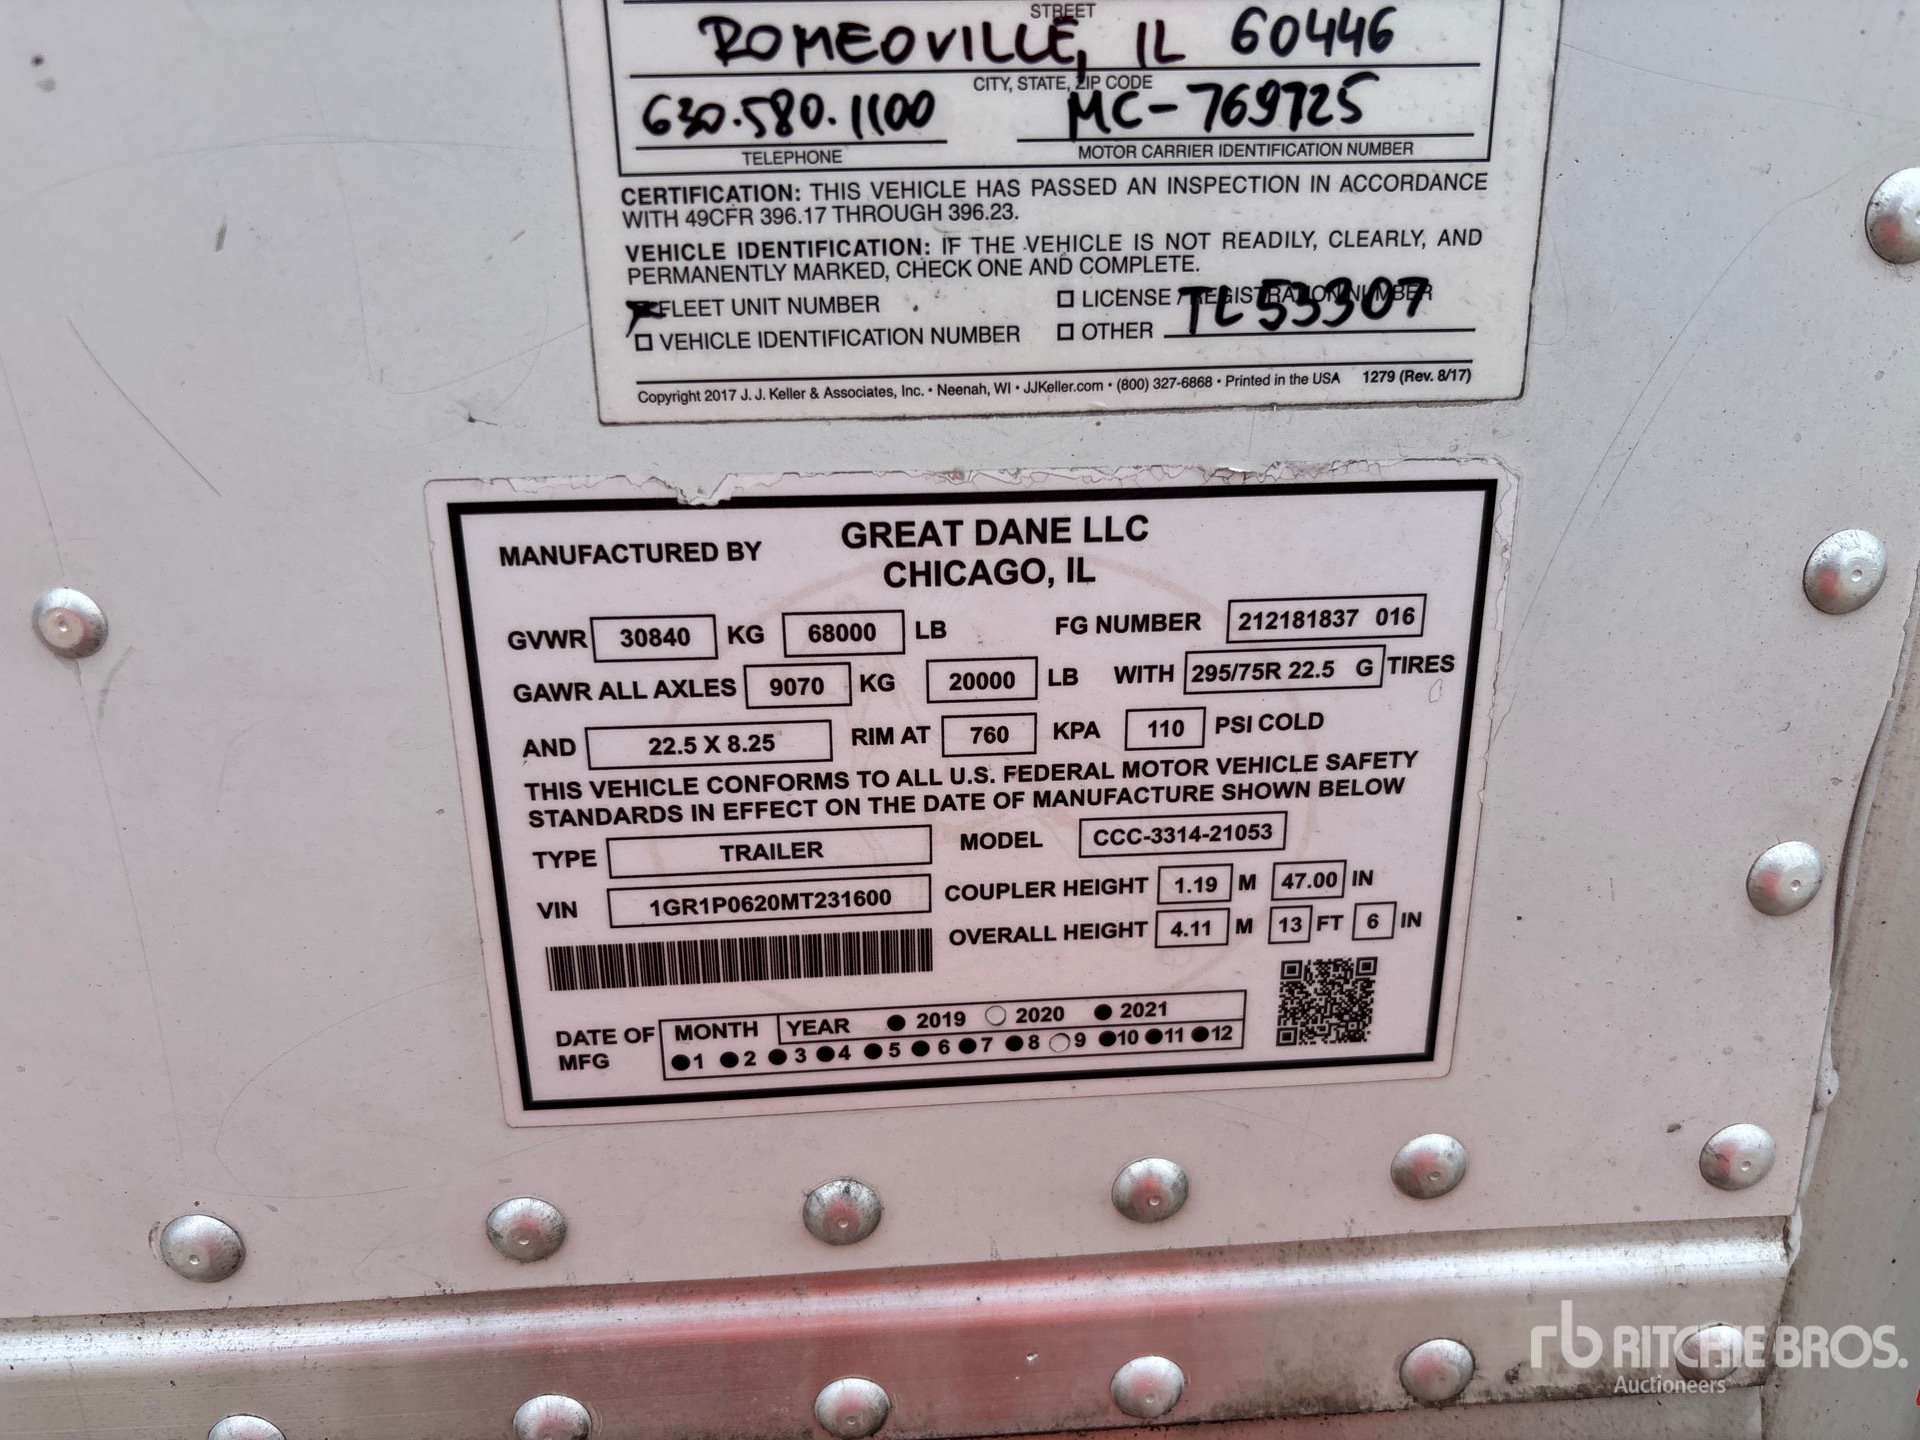 STREET
ROMEOVILLE, IL 60446
CITY, STATE, ZIP CODE
630.580.1100 MC-769725
TELEPHONE MOTOR CARRIER IDENTIFICATION NUMBER
CERTIFICATION: THIS VEHICLE HAS PASSED AN INSPECTION IN ACCORDANCE
WITH 49CFR 396.17 THROUGH 396.23.
VEHICLE IDENTIFICATION: IF THE VEHICLE IS NOT READILY, CLEARLY, AND
PERMANENTLY MARKED, CHECK ONE AND COMPLETE.
FLEET UNIT NUMBER LICENSE / REGISTRATION NUMBER
VEHICLE IDENTIFICATION NUMBER OTHER TL53307
Copyright 2017 J. J. Keller & Associates, Inc. • Neenah, WI • JJKeller.com • (800) 327-6868 • Printed in the USA 1279 (Rev. 8/17)
MANUFACTURED BY GREAT DANE LLC
CHICAGO, IL
GVWR 30840 KG 68000 LB FG NUMBER 212181837 016
GAWR ALL AXLES 9070 KG 20000 LB WITH 295/75R 22.5 G TIRES
AND 22.5 X 8.25 RIM AT 760 KPA 110 PSI COLD
THIS VEHICLE CONFORMS TO ALL U.S. FEDERAL MOTOR VEHICLE SAFETY
STANDARDS IN EFFECT ON THE DATE OF MANUFACTURE SHOWN BELOW
TYPE TRAILER MODEL CCC-3314-21053
VIN 1GR1P0620MT231600 COUPLER HEIGHT 1.19 M 47.00 IN
OVERALL HEIGHT 4.11 M 13 FT 6 IN
DATE OF MFG MONTH YEAR 2019 2020 2021
1 2 3 4 5 6 7 8 9 10 11 12
rb RITCHIE BROS.
Auctioneers